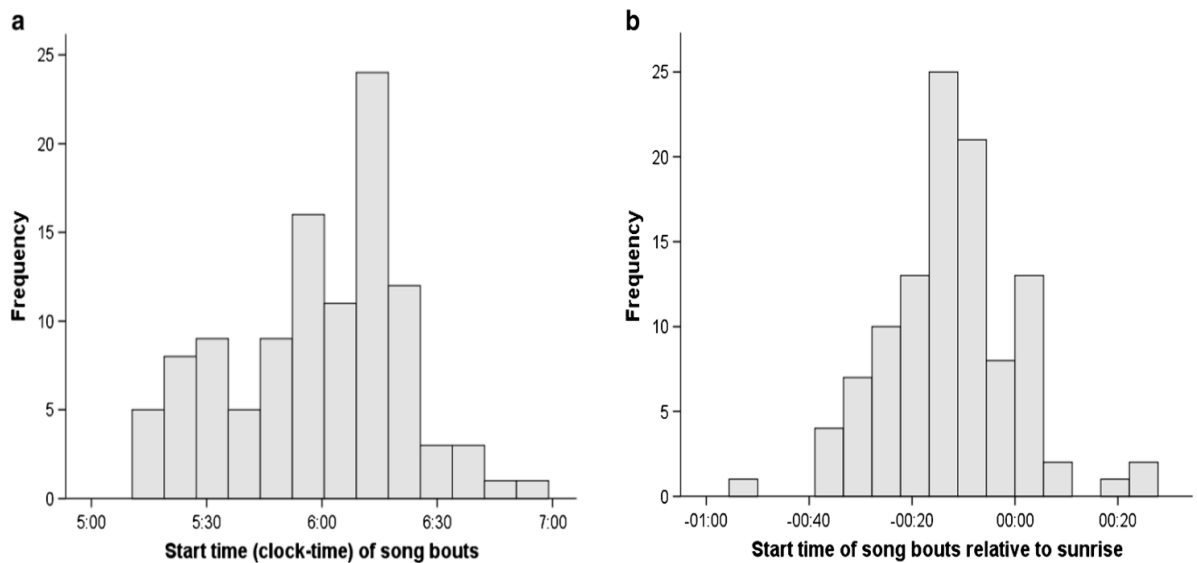 a
25
20
15
10
5
0
Frequency
5:00 5:30 6:00 6:30 7:00
Start time (clock-time) of song bouts
b
25
20
15
10
5
0
Frequency
-01:00 -00:40 -00:20 00:00 00:20
Start time of song bouts relative to sunrise